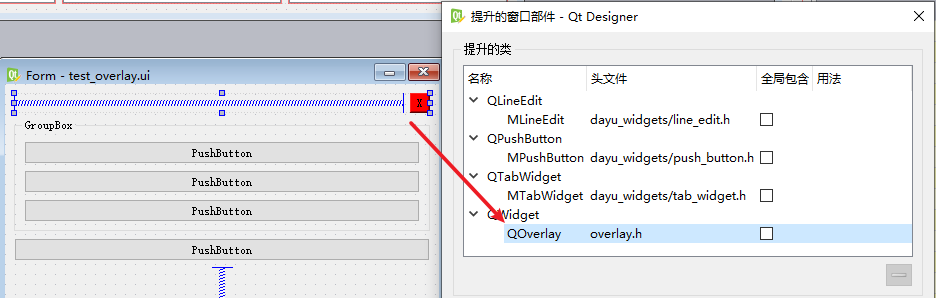 Form - test_overlay.ui
X
GroupBox
PushButton
PushButton
PushButton
PushButton
提升的窗口部件 - Qt Designer
提升的类
名称 头文件 全局包含 用法
QLineEdit
MLineEdit dayu_widgets/line_edit.h
QPushButton
MPushButton dayu_widgets/push_button.h
QTabWidget
MTabWidget dayu_widgets/tab_widget.h
QWidget
QOverlay overlay.h